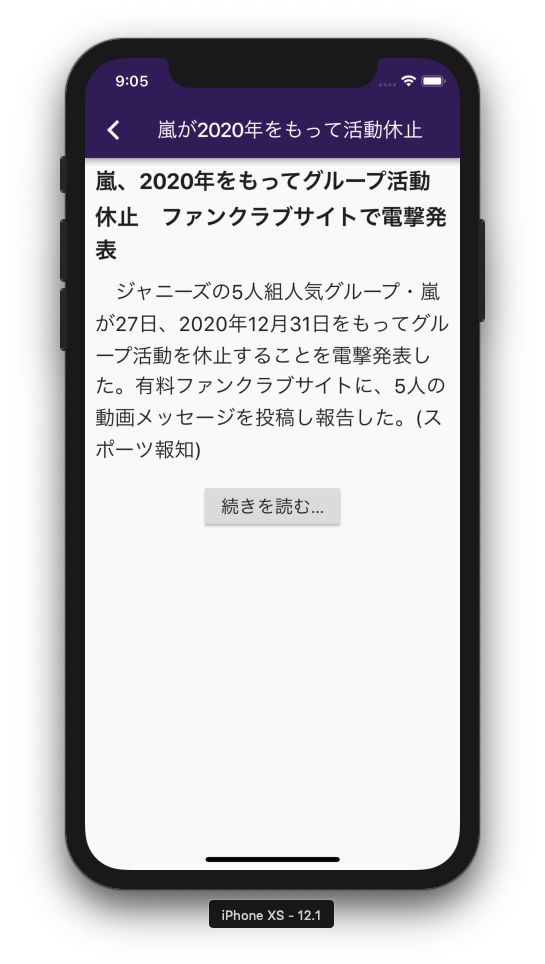 9:05
嵐が2020年をもって活動休止
嵐、2020年をもってグループ活動
休止　ファンクラブサイトで電撃発
表
　ジャニーズの5人組人気グループ・嵐
が27日、2020年12月31日をもってグル
ープ活動を休止することを電撃発表し
た。有料ファンクラブサイトに、5人の
動画メッセージを投稿し報告した。(ス
ポーツ報知)
続きを読む...
iPhone XS - 12.1